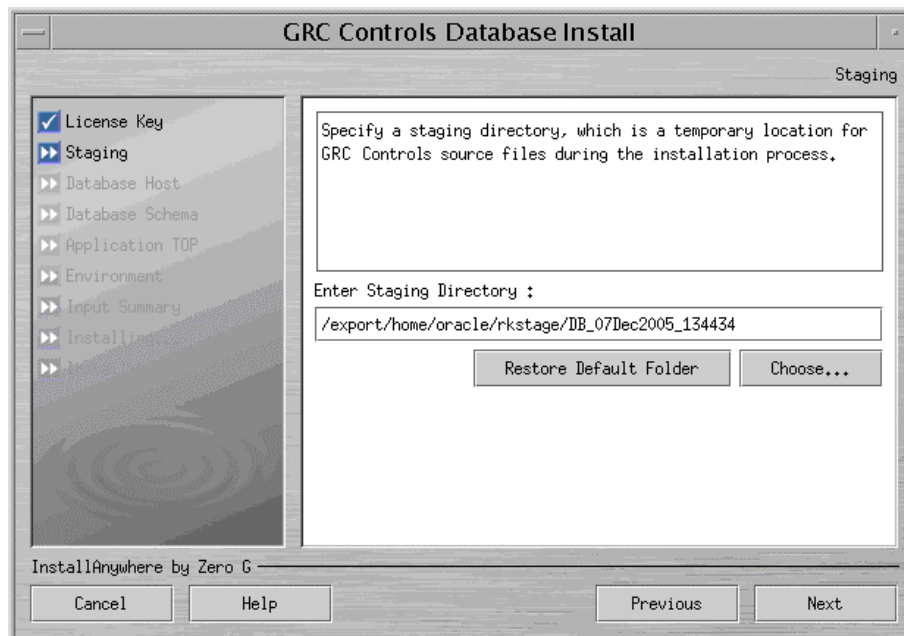 GRC Controls Database Install
Staging
License Key
Staging
Database Host
Database Schema
Application TOP
Environment
Input Summary
Installing...
Specify a staging directory, which is a temporary location for
GRC Controls source files during the installation process.
Enter Staging Directory :
/export/home/oracle/rkstage/DB_07Dec2005_134434
Restore Default Folder
Choose...
InstallAnywhere by Zero G
Cancel
Help
Previous
Next